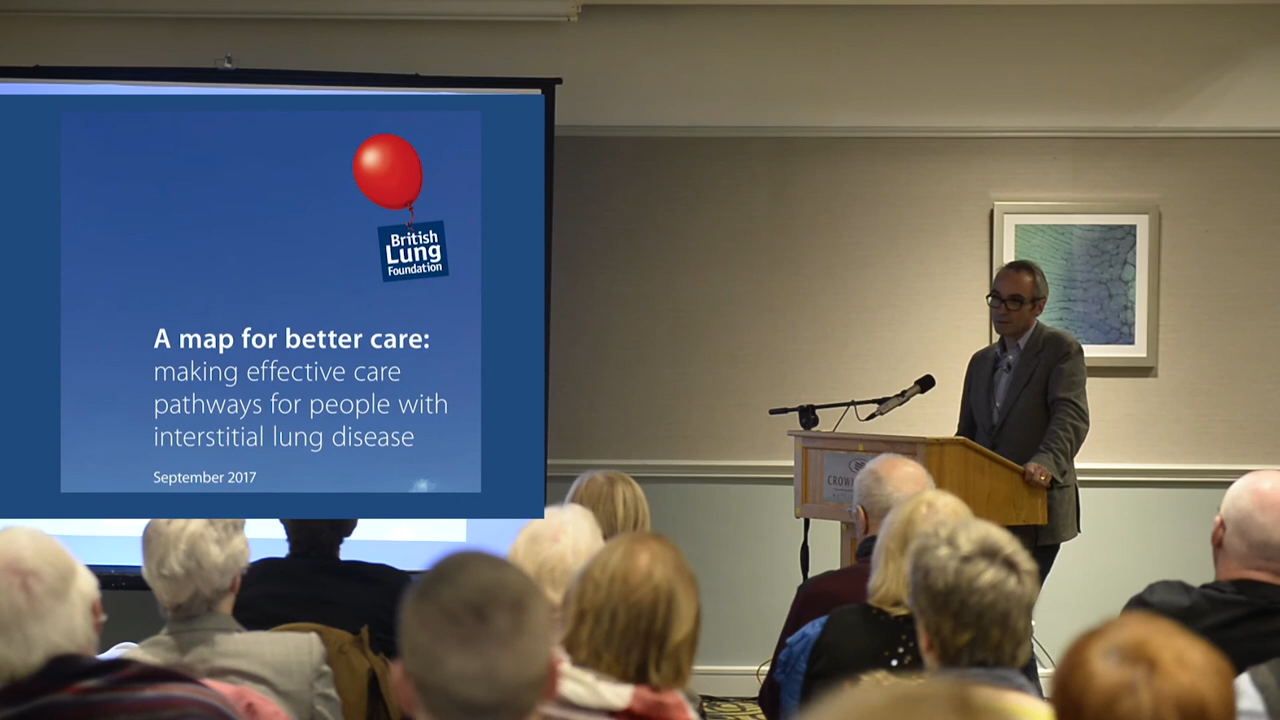 British
Lung
Foundation
A map for better care:
making effective care
pathways for people with
interstitial lung disease
September 2017
CROW